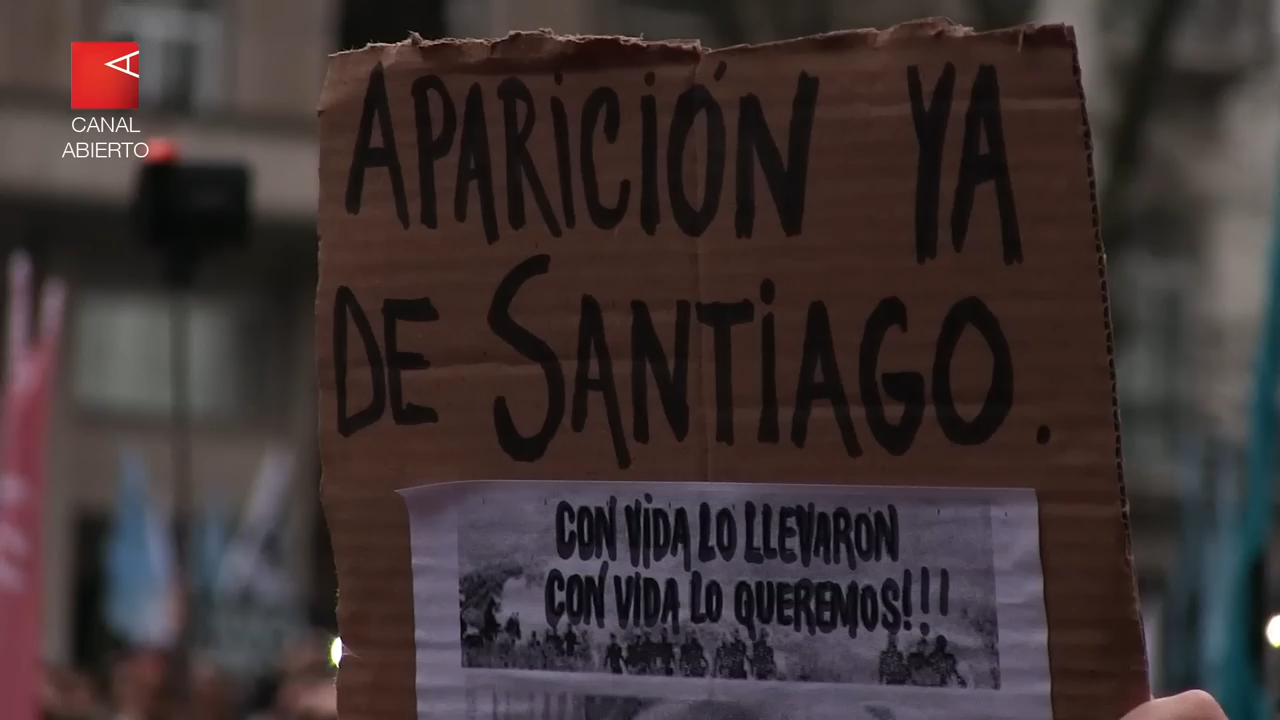 CANAL
ABIERTO
APARICIÓN YA
DE SANTIAGO.
CON VIDA LO LLEVARON
CON VIDA LO QUEREMOS!!!